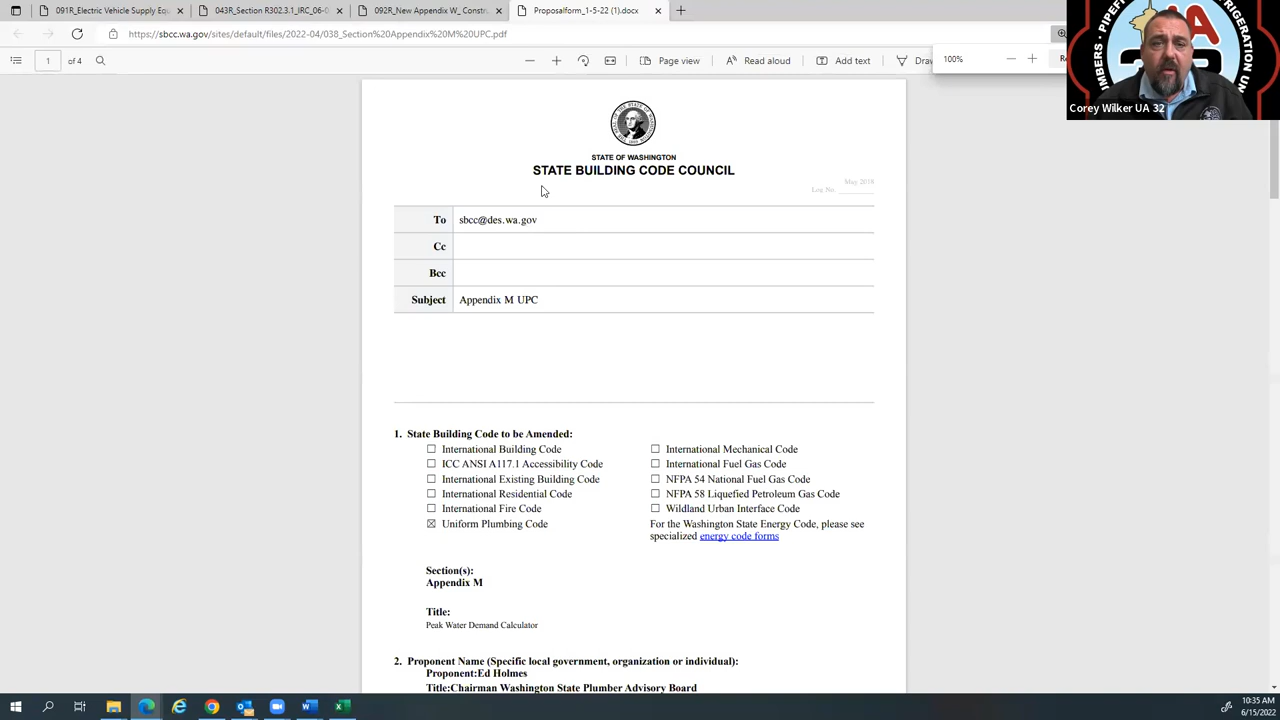 091R_Electric Vehicle Supply Equ
043R_Section R302.3.1_IRC_06-0
092R_New Appendix W_Constru
Proposalform_1-5-22 (1).docx
https://sbcc.wa.gov/sites/default/files/2022-04/038_Section%20Appendix%20M%20UPC.pdf
1 of 4
Page view
Read aloud
Add text
Draw
100%
Corey Wilker UA 32
STATE OF WASHINGTON
STATE BUILDING CODE COUNCIL
May 2018
Log No.
To sbcc@des.wa.gov
Cc
Bcc
Subject Appendix M UPC
1. State Building Code to be Amended:
International Building Code
ICC ANSI A117.1 Accessibility Code
International Existing Building Code
International Residential Code
International Fire Code
Uniform Plumbing Code
International Mechanical Code
International Fuel Gas Code
NFPA 54 National Fuel Gas Code
NFPA 58 Liquefied Petroleum Gas Code
Wildland Urban Interface Code
For the Washington State Energy Code, please see
specialized energy code forms
Section(s):
Appendix M
Title:
Peak Water Demand Calculator
2. Proponent Name (Specific local government, organization or individual):
Proponent:Ed Holmes
Title:Chairman Washington State Plumber Advisory Board
10:35 AM
6/15/2022